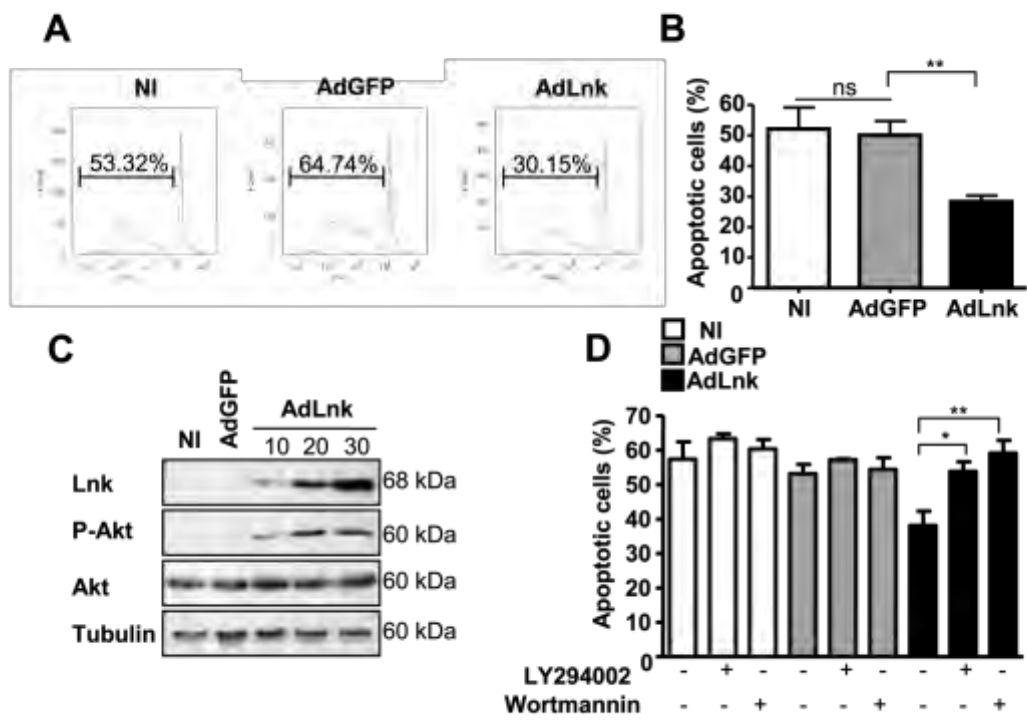 A
NI AdGFP AdLnk
53.32% 64.74% 30.15%
B
Apoptotic cells (%)
60
50
40
30
20
10
0
ns **
NI AdGFP AdLnk
C
NI AdGFP AdLnk
10 20 30
Lnk 68 kDa
P-Akt 60 kDa
Akt 60 kDa
Tubulin 60 kDa
D
NI
AdGFP
AdLnk
Apoptotic cells (%)
70
60
50
40
30
20
10
0
**
*
LY294002 - + - - + - - + -
Wortmannin - - + - - + - - +